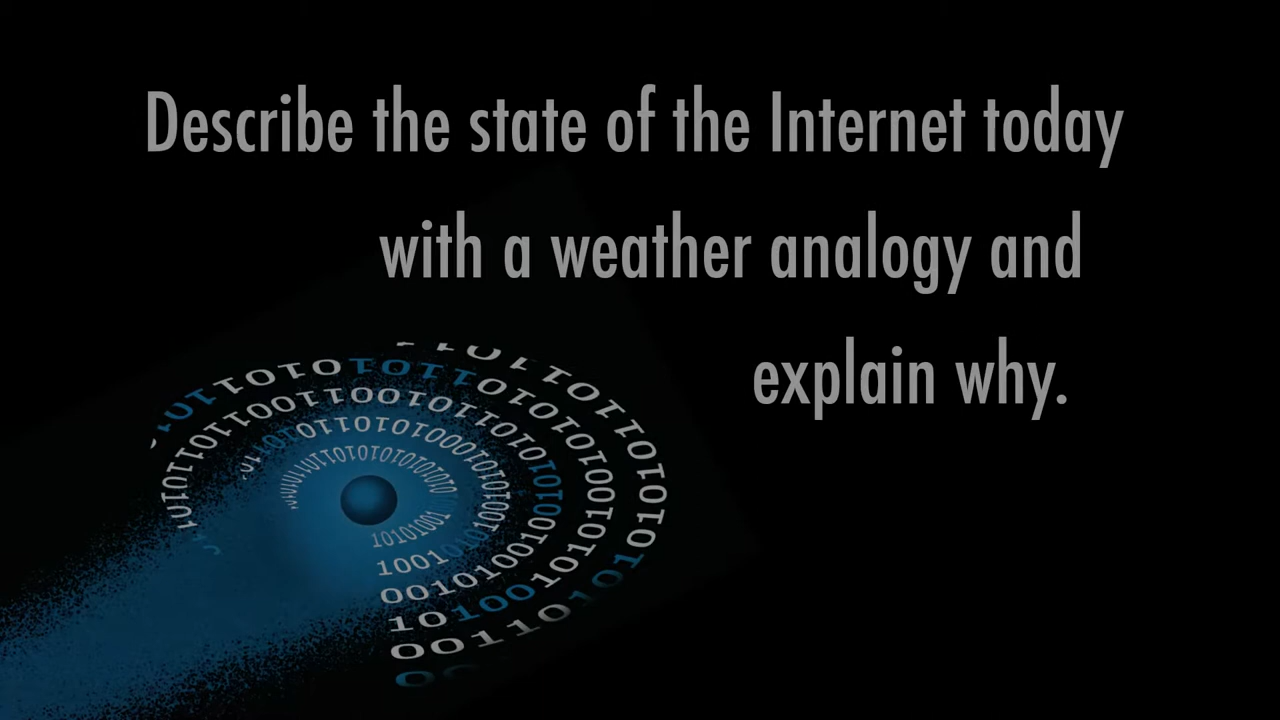 Describe the state of the Internet today
with a weather analogy and
explain why.